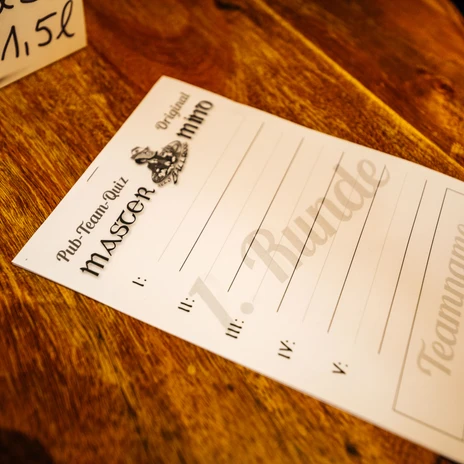 1,5l
Original
Pub-Team-Quiz
MASTER MIND
1. Runde
I:
II:
III:
IV:
V:
Teamname